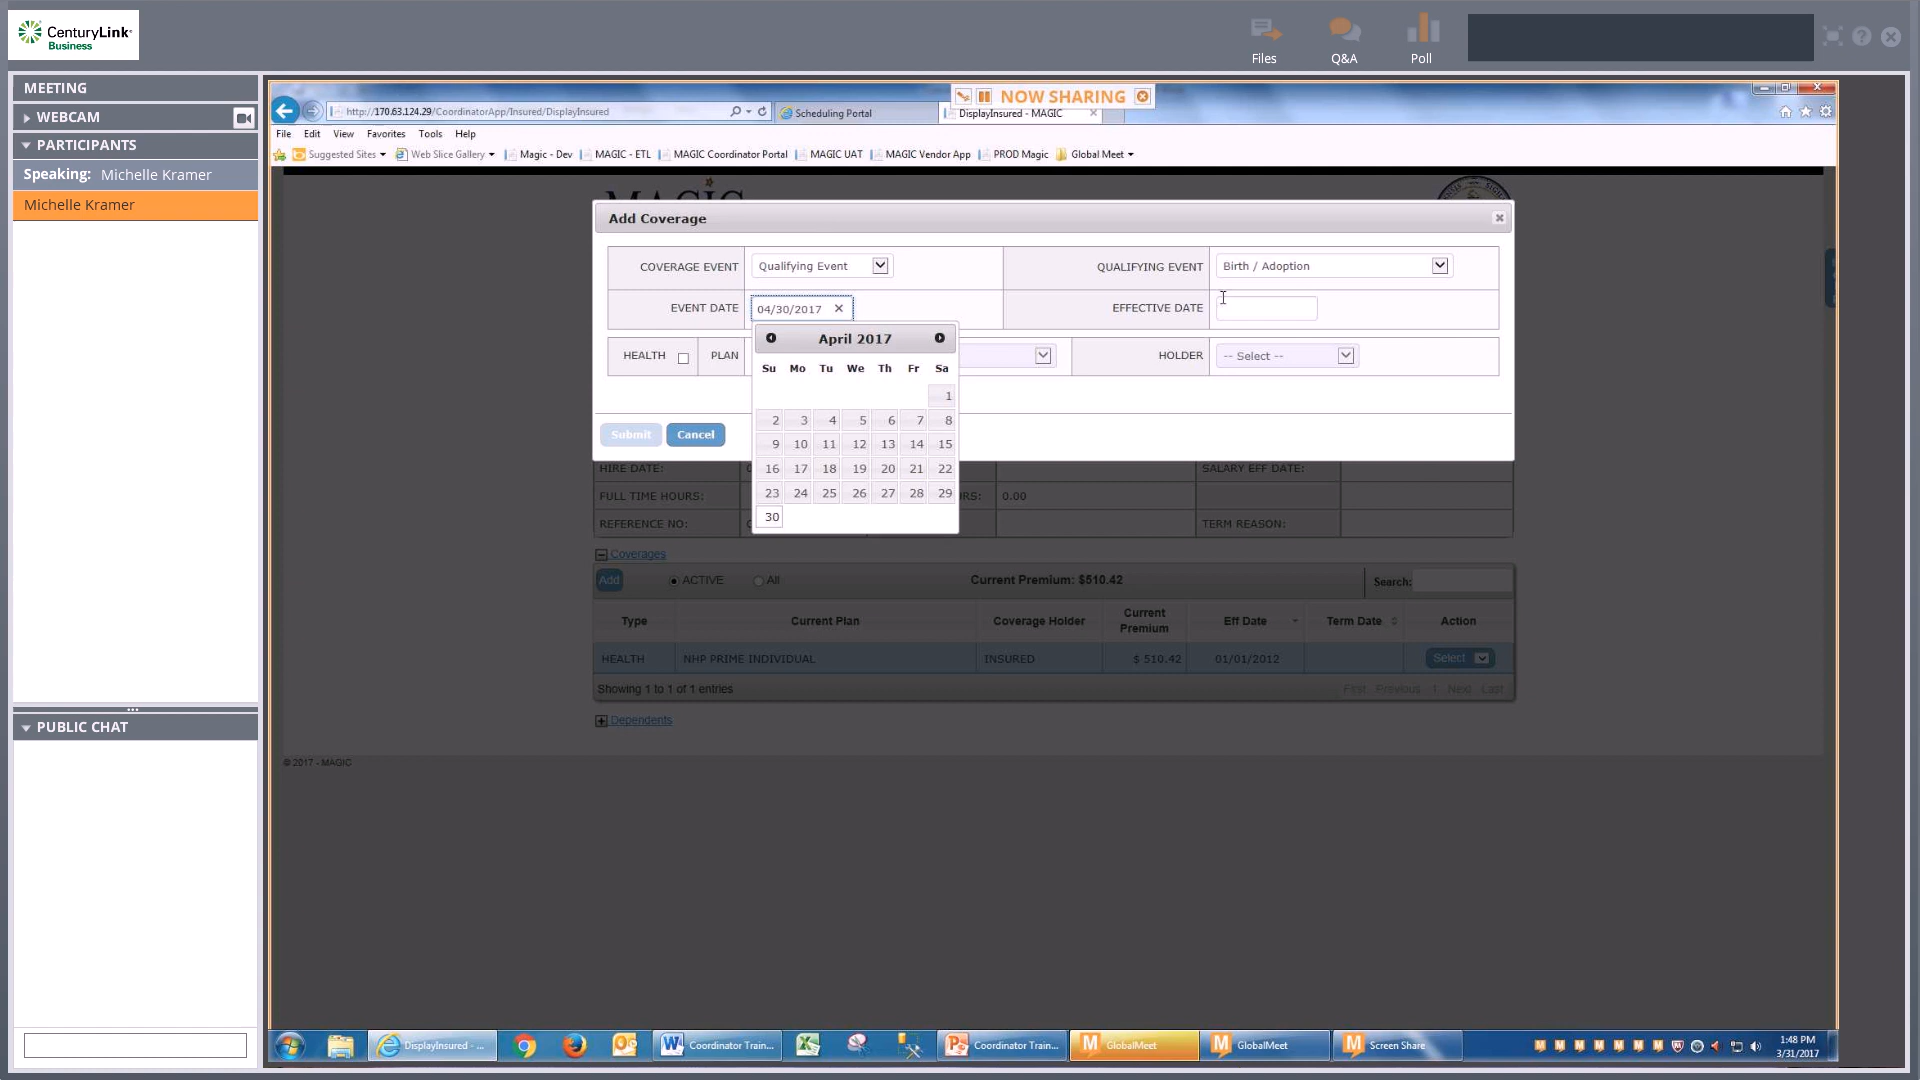 CenturyLink
Business
Files
Q&A
Poll
MEETING
WEBCAM
PARTICIPANTS
Speaking: Michelle Kramer
Michelle Kramer
PUBLIC CHAT
NOW SHARING
http://170.63.124.29/CoordinatorApp/Insured/DisplayInsured
Scheduling Portal
DisplayInsured - MAGIC
File Edit View Favorites Tools Help
Suggested Sites Web Slice Gallery Magic - Dev MAGIC - ETL MAGIC Coordinator Portal MAGIC UAT MAGIC Vendor App PROD Magic Global Meet
MAGIC
Add Coverage
COVERAGE EVENT Qualifying Event QUALIFYING EVENT Birth / Adoption
EVENT DATE 04/30/2017 EFFECTIVE DATE
HEALTH PLAN HOLDER -- Select --
April 2017
Su Mo Tu We Th Fr Sa
1
2 3 4 5 6 7 8
9 10 11 12 13 14 15
16 17 18 19 20 21 22
23 24 25 26 27 28 29
30
Submit Cancel
HIRE DATE: SALARY EFF DATE:
FULL TIME HOURS: 0.00
REFERENCE NO: TERM REASON:
Coverages
Add ACTIVE All Current Premium: $510.42 Search:
Type Current Plan Coverage Holder Current Premium Eff Date Term Date Action
HEALTH NHP PRIME INDIVIDUAL INSURED $ 510.42 01/01/2012 Select
Showing 1 to 1 of 1 entries First Previous 1 Next Last
Dependents
© 2017 - MAGIC
DisplayInsured - ...
Coordinator Train...
Coordinator Train...
GlobalMeet
GlobalMeet
Screen Share
1:48 PM
3/31/2017